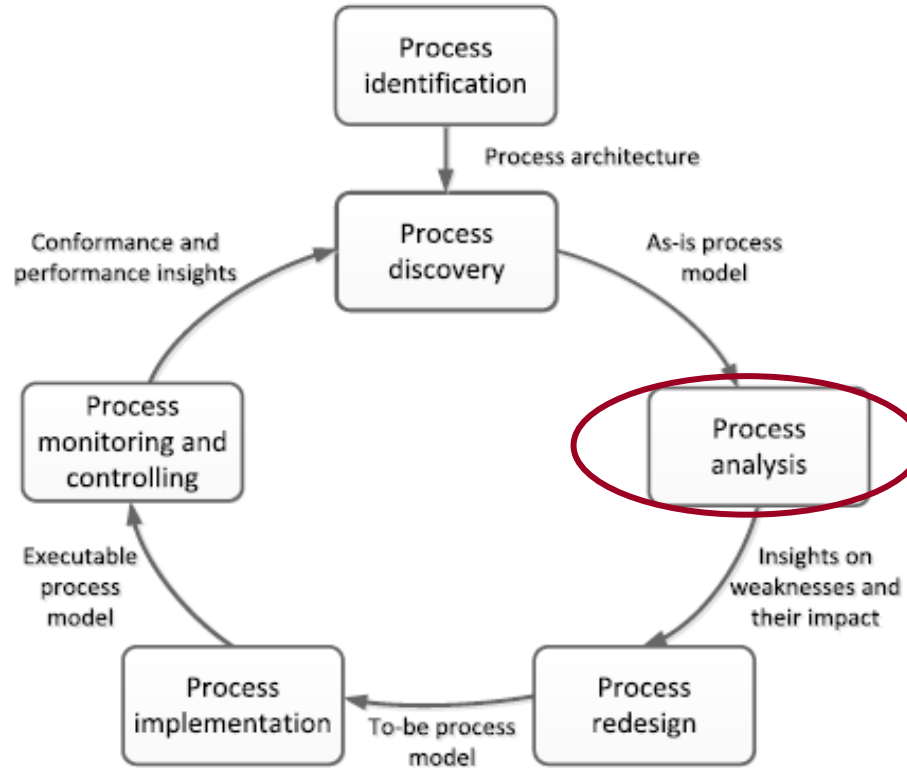 Process
identification
Process architecture
Process
discovery
Conformance and
performance insights
As-is process
model
Process
monitoring and
controlling
Process
analysis
Executable
process
model
Insights on
weaknesses and
their impact
Process
implementation
To-be process
model
Process
redesign